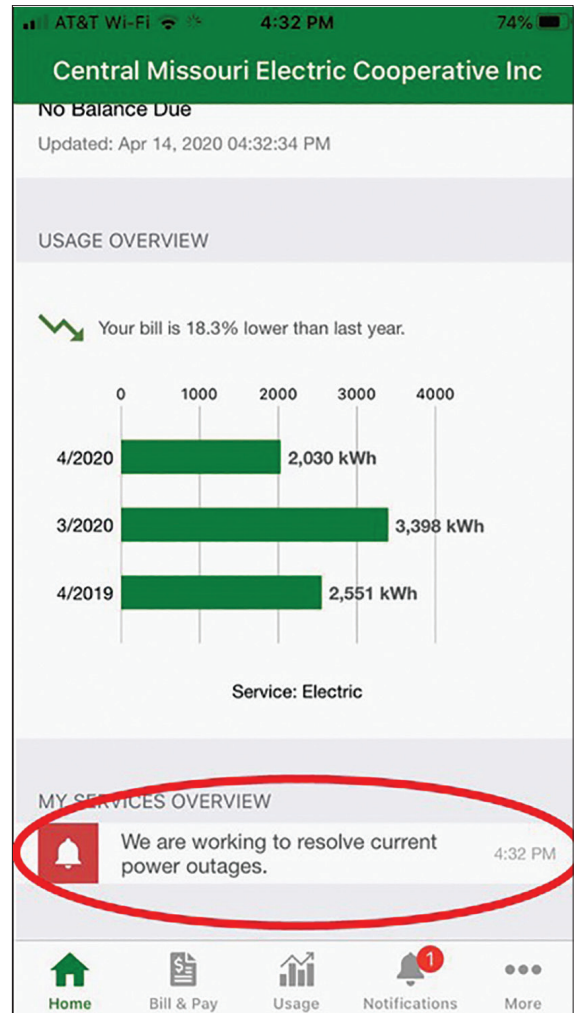 AT&T Wi-Fi 4:32 PM 74%
Central Missouri Electric Cooperative Inc
No Balance Due
Updated: Apr 14, 2020 04:32:34 PM
USAGE OVERVIEW
Your bill is 18.3% lower than last year.
0 1000 2000 3000 4000
4/2020 2,030 kWh
3/2020 3,398 kWh
4/2019 2,551 kWh
Service: Electric
MY SERVICES OVERVIEW
We are working to resolve current
power outages.
4:32 PM
1
Home Bill & Pay Usage Notifications More